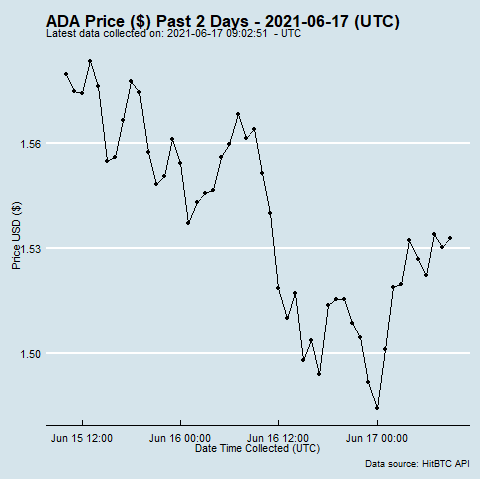 ADA Price ($) Past 2 Days - 2021-06-17 (UTC)
Latest data collected on: 2021-06-17 09:02:51 - UTC
Price USD ($)
1.56
1.53
1.50
Jun 15 12:00 Jun 16 00:00 Jun 16 12:00 Jun 17 00:00
Date Time Collected (UTC)
Data source: HitBTC API